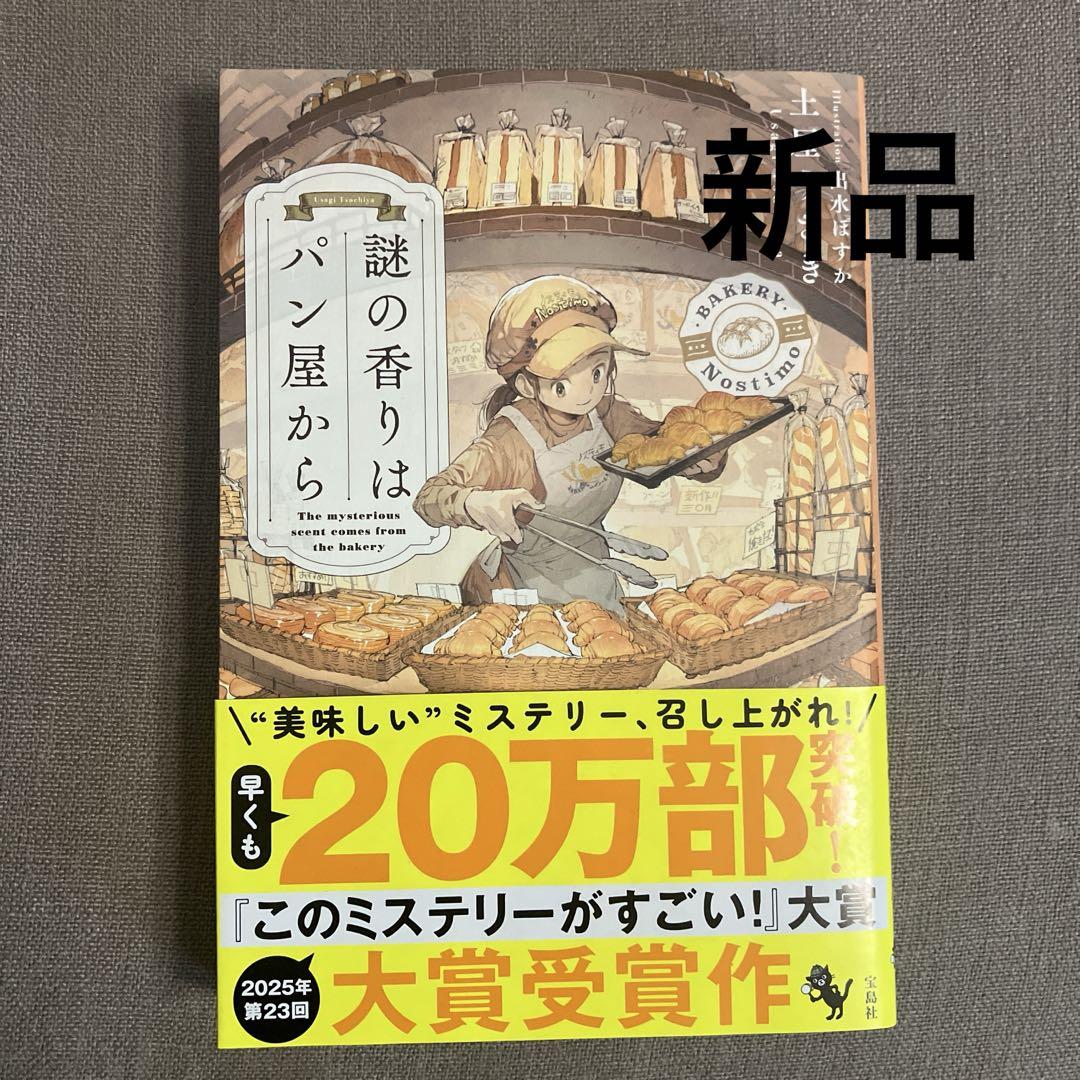 新品
Illustration 出水ぽすか
土屋
き
Usagi Tsuchiya
謎の香りは
パン屋から
The mysterious
scent comes from
the bakery
Nostimo
BAKERY
Nostimo
新作!!
“美味しい”ミステリー、召し上がれ!
早くも
20万部
突破!
『このミステリーがすごい!』大賞
2025年
第23回
大賞受賞作
宝島社